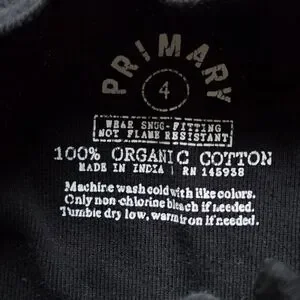 PRIMARY
4
WEAR SNUG-FITTING
NOT FLAME RESISTANT
100% ORGANIC COTTON
MADE IN INDIA | RN 145938
Machine wash cold with like colors.
Only non-chlorine bleach if needed.
Tumble dry low, warm iron if needed.